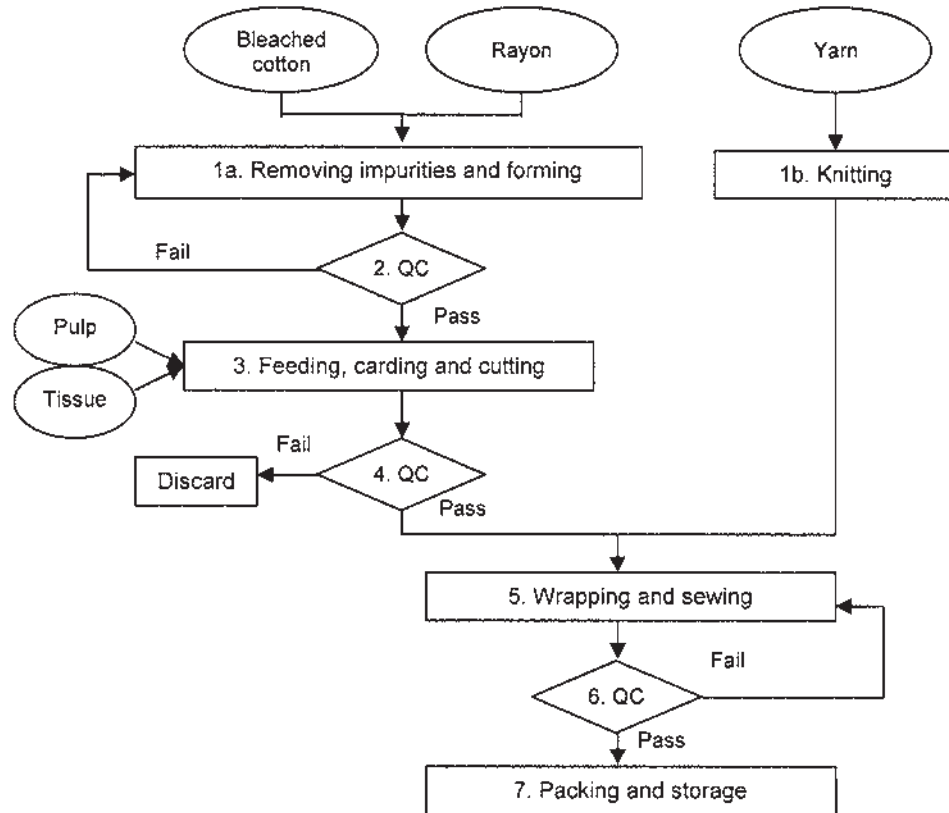 Bleached
cotton
Rayon
Yarn
1a. Removing impurities and forming
1b. Knitting
Fail
2. QC
Pass
Pulp
3. Feeding, carding and cutting
Tissue
Fail
Discard
4. QC
Pass
5. Wrapping and sewing
Fail
6. QC
Pass
7. Packing and storage